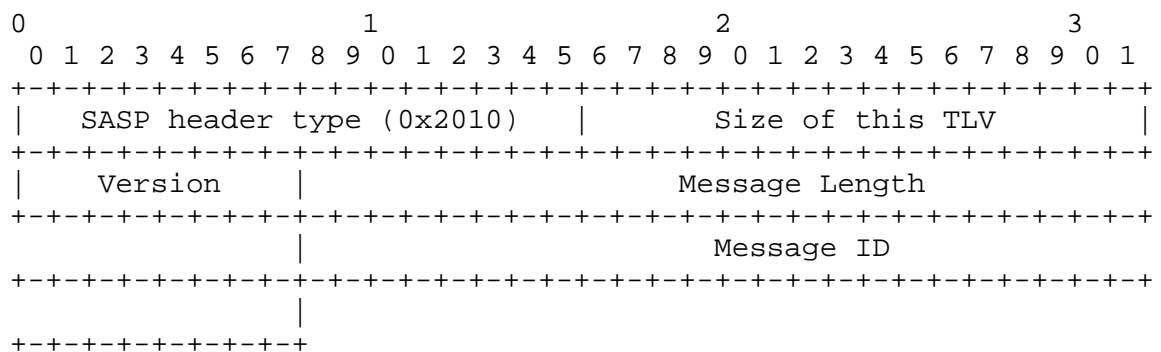 0                   1                   2                   3
 0 1 2 3 4 5 6 7 8 9 0 1 2 3 4 5 6 7 8 9 0 1 2 3 4 5 6 7 8 9 0 1
+-+-+-+-+-+-+-+-+-+-+-+-+-+-+-+-+-+-+-+-+-+-+-+-+-+-+-+-+-+-+-+-+
|   SASP header type (0x2010)   |       Size of this TLV        |
+-+-+-+-+-+-+-+-+-+-+-+-+-+-+-+-+-+-+-+-+-+-+-+-+-+-+-+-+-+-+-+-+
|    Version    |                     Message Length
+-+-+-+-+-+-+-+-+-+-+-+-+-+-+-+-+-+-+-+-+-+-+-+-+-+-+-+-+-+-+-+-+
                |                       Message ID
+-+-+-+-+-+-+-+-+-+-+-+-+-+-+-+-+-+-+-+-+-+-+-+-+-+-+-+-+-+-+-+-+
                |
+-+-+-+-+-+-+-+-+